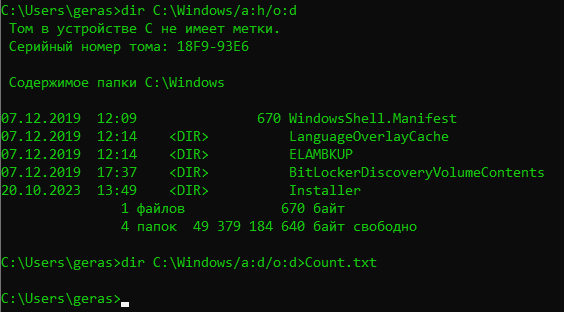 C:\Users\geras>dir C:\Windows/a:h/o:d
Том в устройстве C не имеет метки.
Серийный номер тома: 18F9-93E6
Содержимое папки C:\Windows
07.12.2019  12:09               670 WindowsShell.Manifest
07.12.2019  12:14    <DIR>          LanguageOverlayCache
07.12.2019  12:14    <DIR>          ELAMBKUP
07.12.2019  17:37    <DIR>          BitLockerDiscoveryVolumeContents
20.10.2023  13:49    <DIR>          Installer
1 файлов            670 байт
4 папок  49 379 184 640 байт свободно
C:\Users\geras>dir C:\Windows/a:d/o:d>Count.txt
C:\Users\geras>